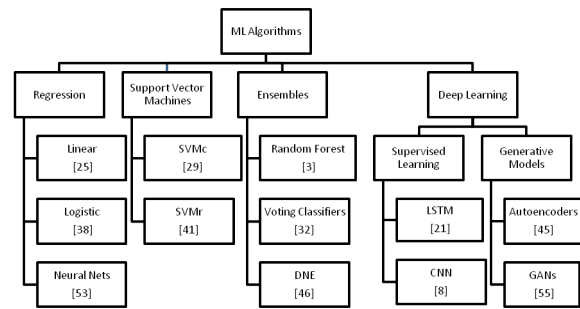 ML Algorithms
Regression
Support Vector
Machines
Ensembles
Deep Learning
Linear
[25]
Logistic
[38]
Neural Nets
[53]
SVMc
[29]
SVMr
[41]
Random Forest
[3]
Voting Classifiers
[32]
DNE
[46]
Supervised
Learning
LSTM
[21]
CNN
[8]
Generative
Models
Autoencoders
[45]
GANs
[55]